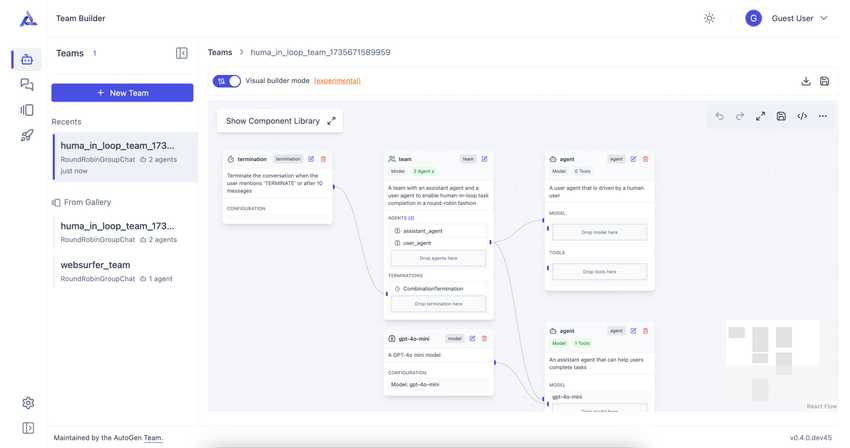 Team Builder
G
Guest User
Teams 1
Teams > huma_in_loop_team_1735671589959
Visual builder mode (experimental)
+ New Team
Recents
huma_in_loop_team_173...
RoundRobinGroupChat 2 agents
just now
From Gallery
huma_in_loop_team_173...
RoundRobinGroupChat 2 agents
websurfer_team
RoundRobinGroupChat 1 agent
Show Component Library
termination termination
Terminate the conversation when the
user mentions 'TERMINATE' or after 10
messages
CONFIGURATION
team team
Model 2 Agent s
A team with an assistant agent and a
user agent to enable human-in-loop task
completion in a round-robin fashion
AGENTS (2)
assistant_agent
user_agent
Drop agents here
TERMINATIONS
CombinationTermination
Drop termination here
gpt-4o-mini model
A GPT-4o mini model
CONFIGURATION
Model: gpt-4o-mini
agent agent
Model 0 Tools
A user agent that is driven by a human
user
MODEL
Drop model here
TOOLS
Drop tools here
agent agent
Model 1 Tools
An assistant agent that can help users
complete tasks
MODEL
gpt-4o-mini
Drop model here
React Flow
Maintained by the AutoGen Team.
v0.4.0.dev45